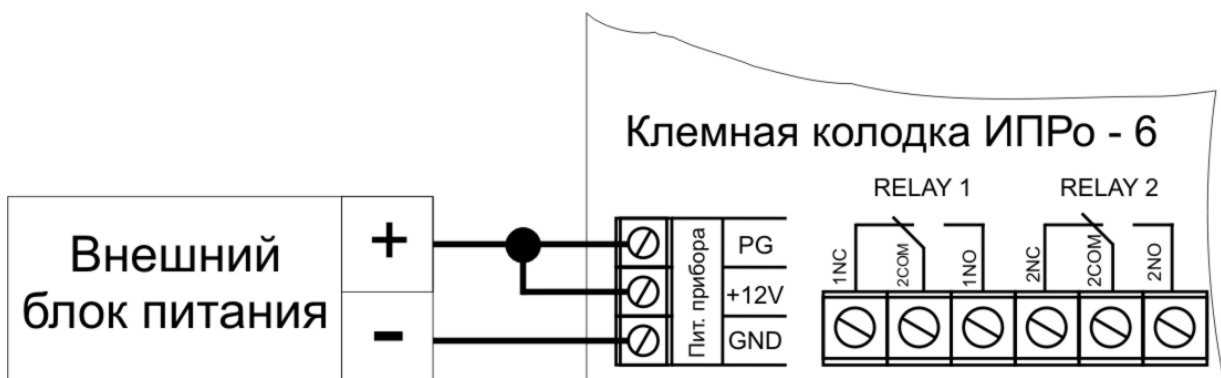 Клемная колодка ИПРо - 6
RELAY 1
RELAY 2
Внешний
блок питания
+
-
Пит. прибора
PG
+12V
GND
1NC
2COM
1NO
2NC
2COM
2NO